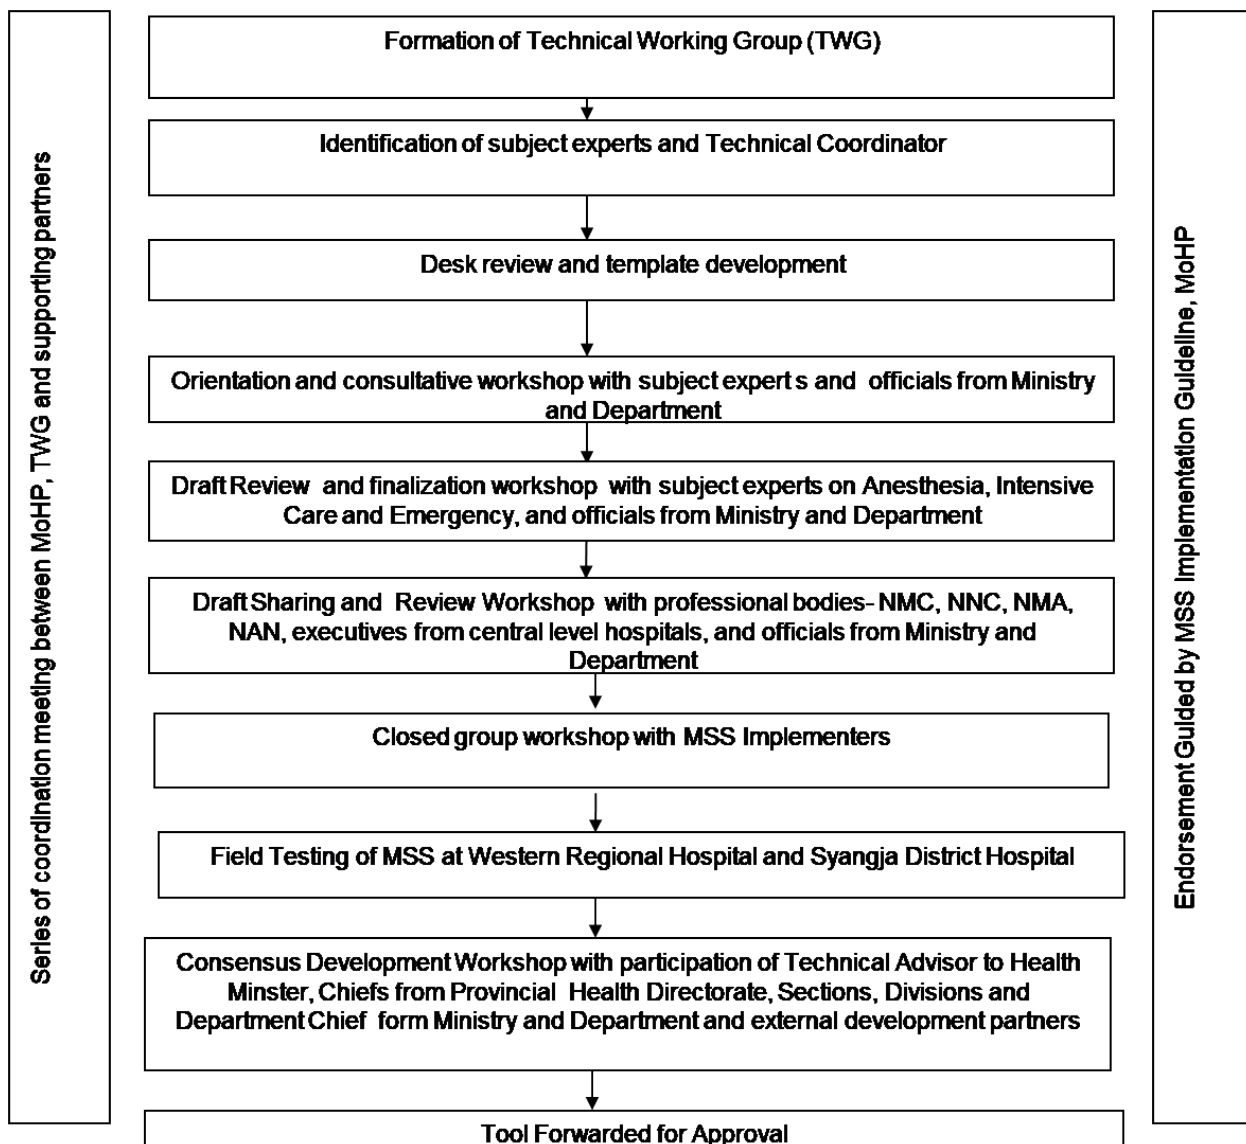 Series of coordination meeting between MoHP, TWG and supporting partners
Formation of Technical Working Group (TWG)
Identification of subject experts and Technical Coordinator
Desk review and template development
Orientation and consultative workshop with subject expert s and officials from Ministry
and Department
Draft Review and finalization workshop with subject experts on Anesthesia, Intensive
Care and Emergency, and officials from Ministry and Department
Draft Sharing and Review Workshop with professional bodies- NMC, NNC, NMA,
NAN, executives from central level hospitals, and officials from Ministry and
Department
Closed group workshop with MSS Implementers
Field Testing of MSS at Western Regional Hospital and Syangja District Hospital
Consensus Development Workshop with participation of Technical Advisor to Health
Minster, Chiefs from Provincial Health Directorate, Sections, Divisions and
Department Chief form Ministry and Department and external development partners
Tool Forwarded for Approval
Endorsement Guided by MSS Implementation Guideline, MoHP